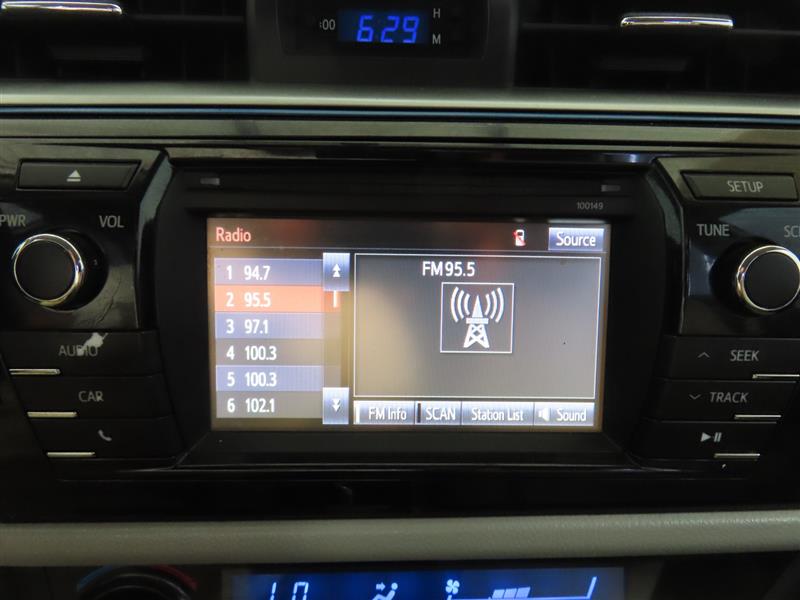 :00 6:29 H
M
100149
PWR VOL
SETUP
TUNE
Radio Source
1 94.7
2 95.5
3 97.1
4 100.3
5 100.3
6 102.1
FM 95.5
FM Info SCAN Station List Sound
AUDIO
CAR
SEEK
TRACK